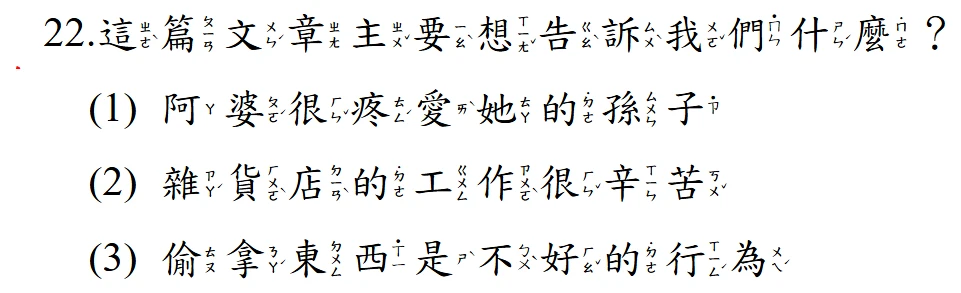 22.這篇文章主要想告訴我們什麼？
(1) 阿婆很疼愛她的孫子
(2) 雜貨店的工作很辛苦
(3) 偷拿東西是不好的行為